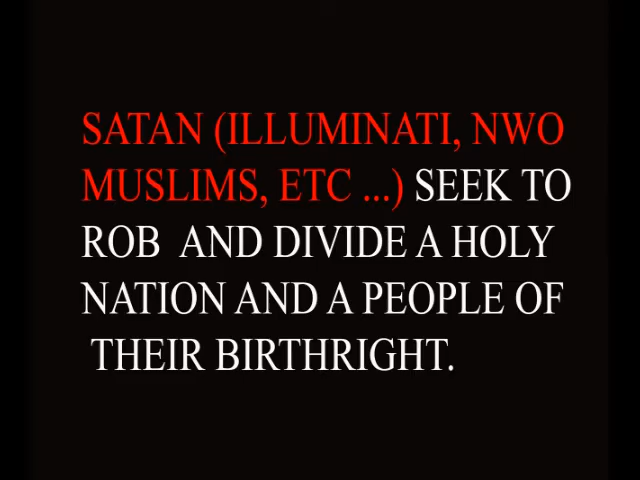 SATAN (ILLUMINATI, NWO
MUSLIMS, ETC ...) SEEK TO
ROB  AND DIVIDE A HOLY
NATION AND A PEOPLE OF
THEIR BIRTHRIGHT.